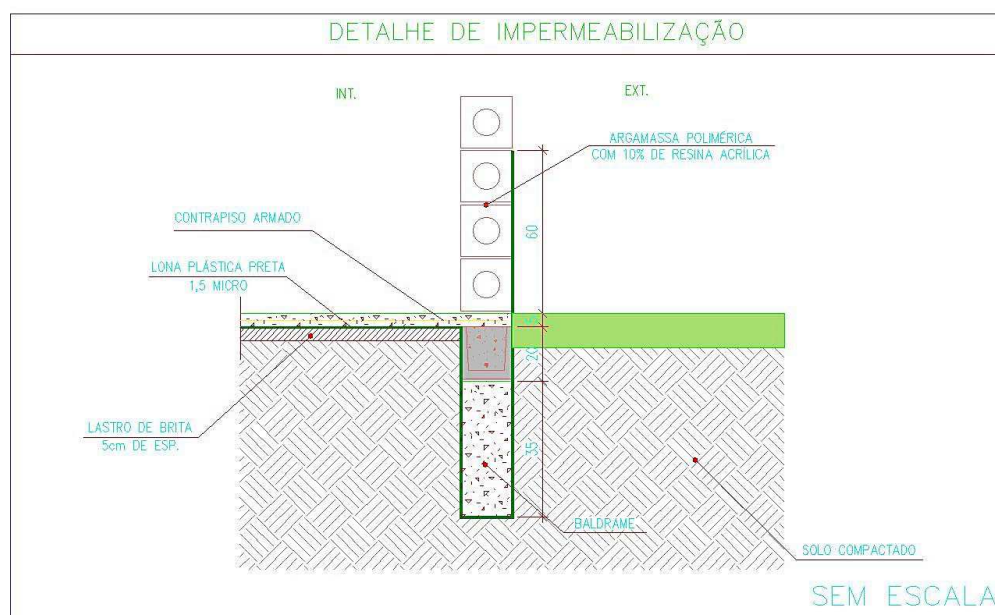 DETALHE DE IMPERMEABILIZAÇÃO
INT.
EXT.
ARGAMASSA POLIMÉRICA
COM 10% DE RESINA ACRÍLICA
CONTRAPISO ARMADO
LONA PLÁSTICA PRETA
1,5 MICRO
60
20
LASTRO DE BRITA
5cm DE ESP.
35
BALDRAME
SOLO COMPACTADO
SEM ESCALA